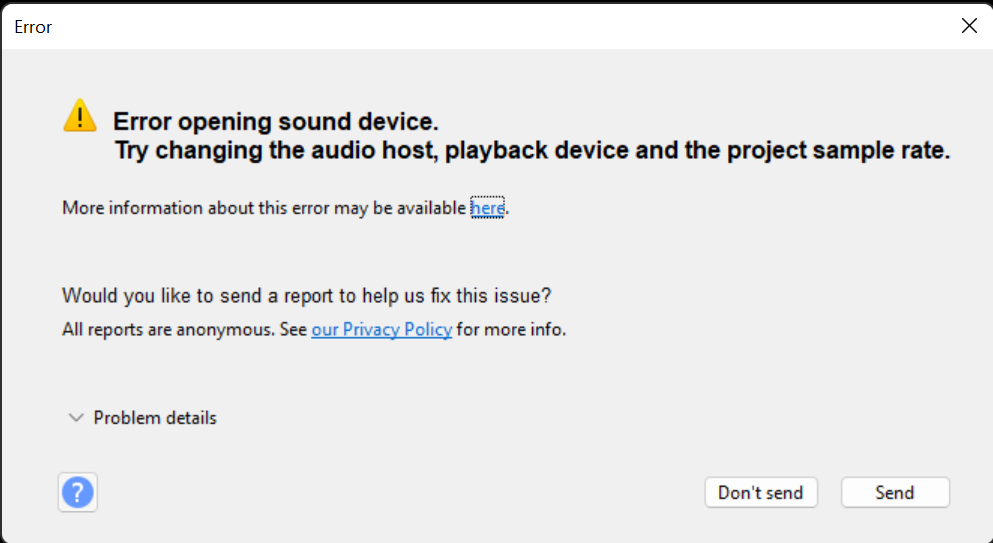 Error
Error opening sound device.
Try changing the audio host, playback device and the project sample rate.
More information about this error may be available here.
Would you like to send a report to help us fix this issue?
All reports are anonymous. See our Privacy Policy for more info.
Problem details
?
Don't send
Send